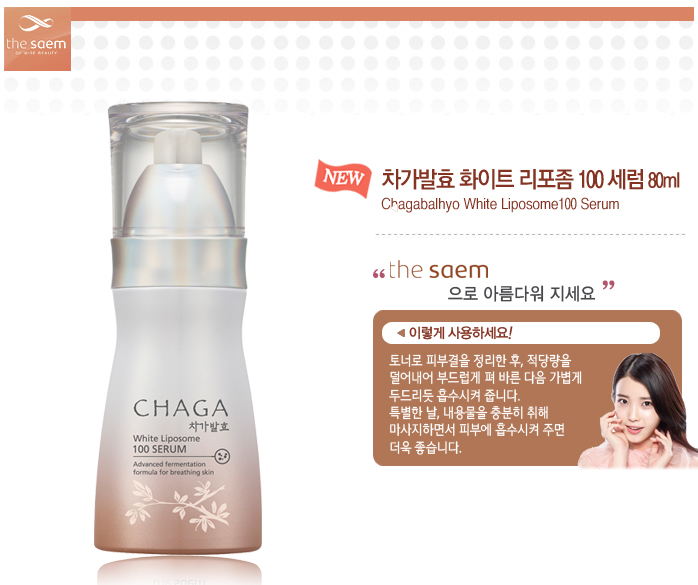 the saem
NEW
차가발효 화이트 리포좀 100 세럼 80ml
Chagabalhyo White Liposome100 Serum
“the saem
으로 아름다워 지세요”
◀ 이렇게 사용하세요!
토너로 피부결을 정리한 후, 적당량을
덜어내어 부드럽게 펴 바른 다음 가볍게
두드리듯 흡수시켜 줍니다.
특별한 날, 내용물을 충분히 취해
마사지하면서 피부에 흡수시켜 주면
더욱 좋습니다.
CHAGA
차가발효
White Liposome
100 SERUM
Advanced fermentation
formula for breathing skin